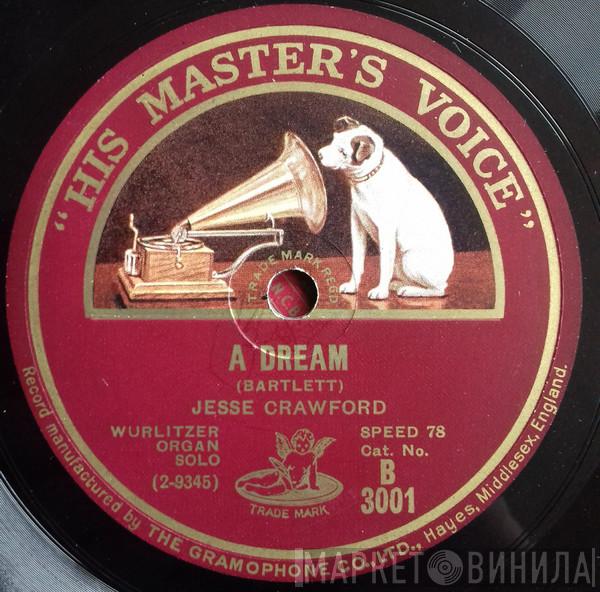 "HIS MASTER'S VOICE"
TRADE MARK REGD
A DREAM
(BARTLETT)
JESSE CRAWFORD
WURLITZER
ORGAN
SOLO
(2-9345)
SPEED 78
Cat. No.
B
3001
TRADE MARK
Record manufactured by THE GRAMOPHONE CO., LTD., Hayes, Middlesex, England.
МАРКЕТ ВИНИЛА